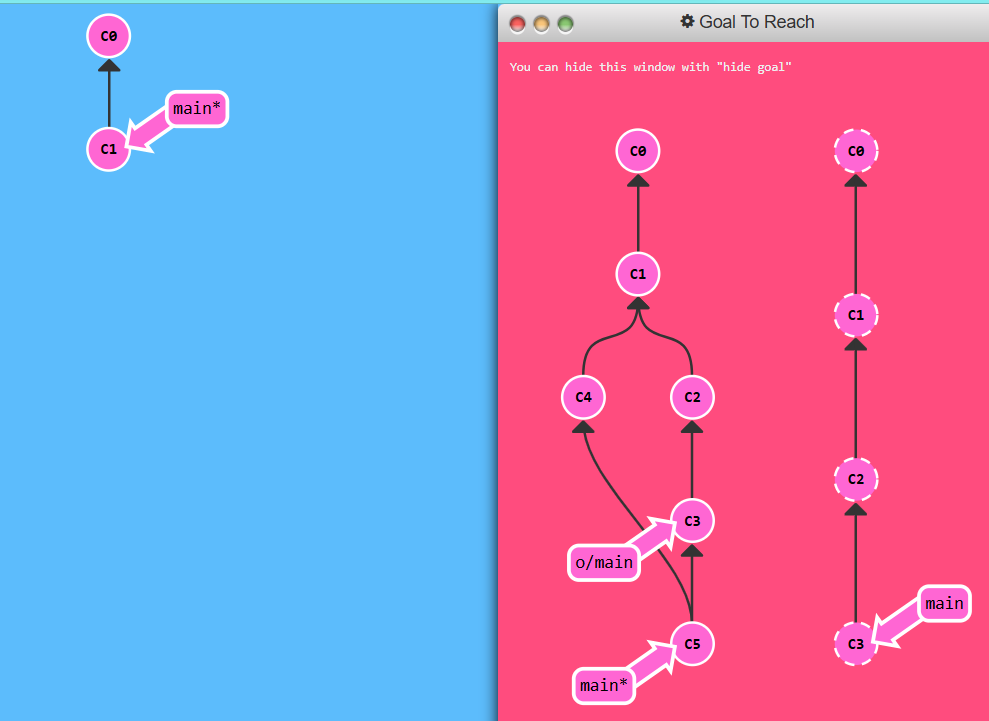 C0
main*
C1
Goal To Reach
You can hide this window with "hide goal"
C0
C1
C4
C2
C3
o/main
C5
main*
C0
C1
C2
main
C3